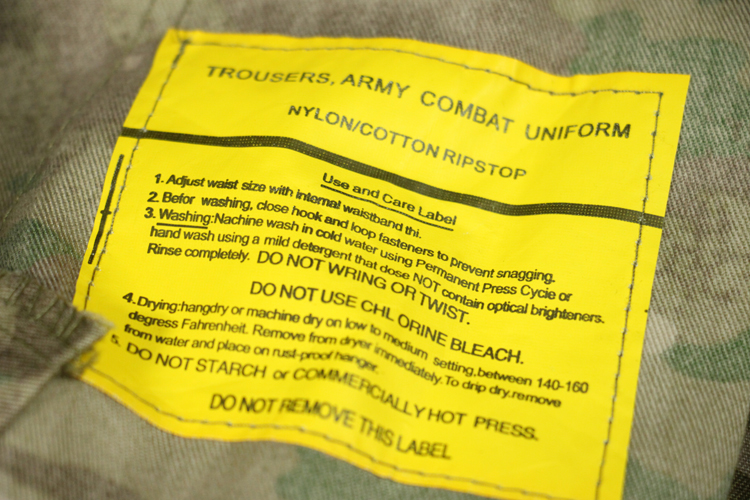 TROUSERS, ARMY COMBAT UNIFORM
NYLON/COTTON RIPSTOP
Use and Care Label
1. Adjust waist size with internal waistband thi.
2. Befor washing, close hook and loop fasteners to prevent snagging.
3. Washing:Nachine wash in cold water using Permanent Press Cycle or
hand wash using a mild detergent that dose NOT contain optical brighteners.
Rinse completely. DO NOT WRING OR TWIST.
DO NOT USE CHL ORINE BLEACH.
4. Drying:hangdry or machine dry on low to medium setting.between 140-160
degress Fahrenheit. Remove from dryer immediately.To drip dry.remove
from water and place on rust-proof hanger.
5. DO NOT STARCH or COMMERCIALLY HOT PRESS.
DO NOT REMOVE THIS LABEL